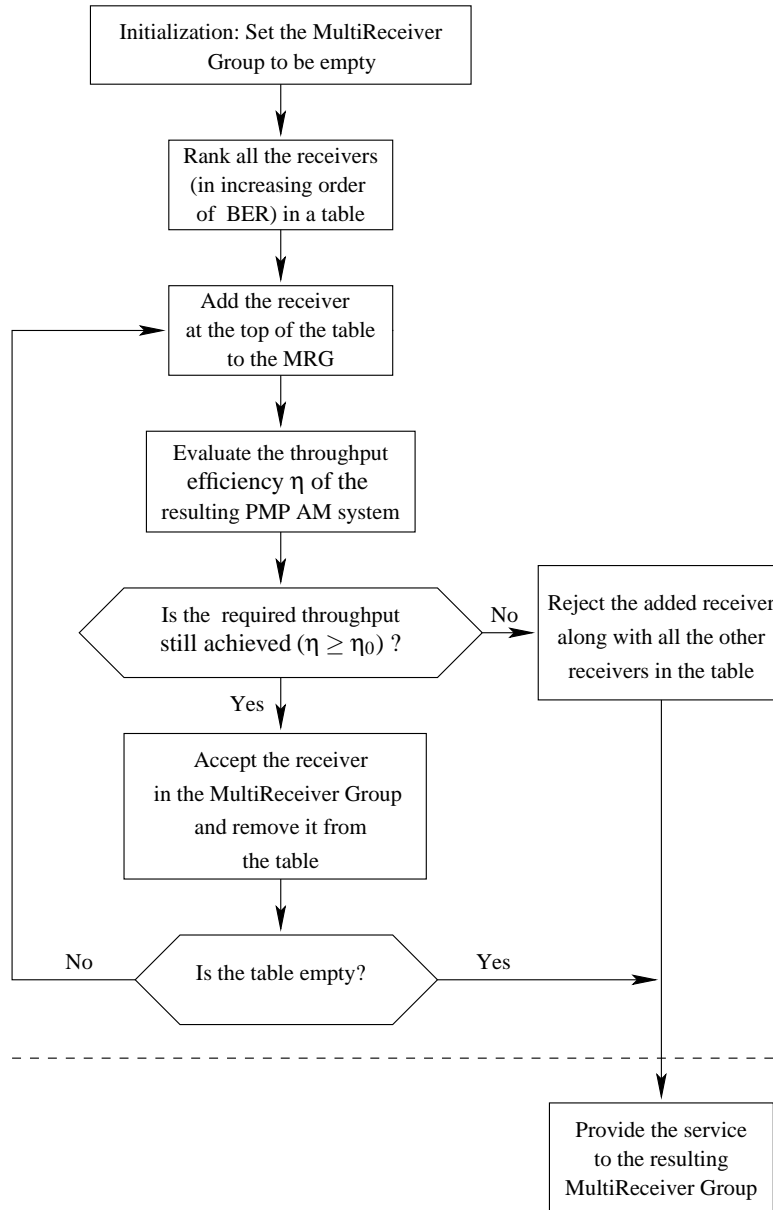 Initialization: Set the MultiReceiver
Group to be empty
Rank all the receivers
(in increasing order
of BER) in a table
Add the receiver
at the top of the table
to the MRG
Evaluate the throughput
efficiency η of the
resulting PMP AM system
Is the required throughput
still achieved (η ≥ η₀) ?
No
Reject the added receiver
along with all the other
receivers in the table
Yes
Accept the receiver
in the MultiReceiver Group
and remove it from
the table
No
Is the table empty?
Yes
Provide the service
to the resulting
MultiReceiver Group